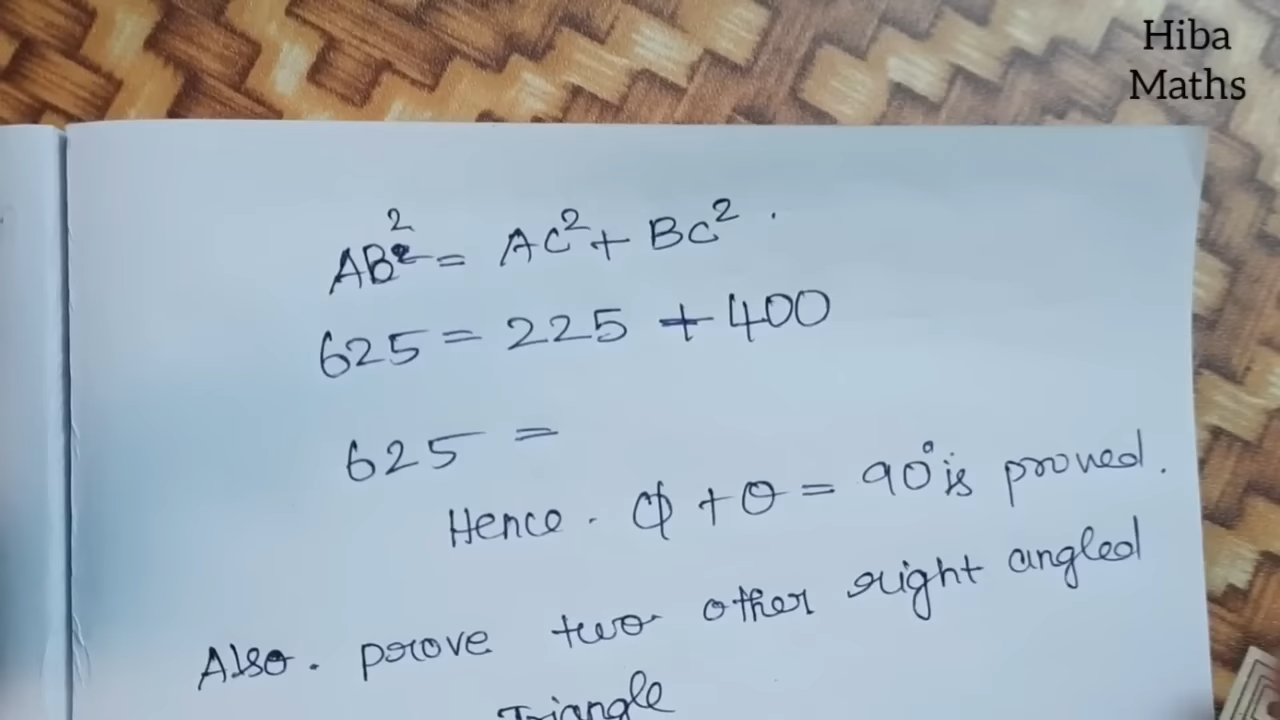 Hiba
Maths
AB² = AC² + BC².
625 = 225 + 400
625 =
Hence. φ + θ = 90° is proved.
Also. prove two other right angled
Triangle